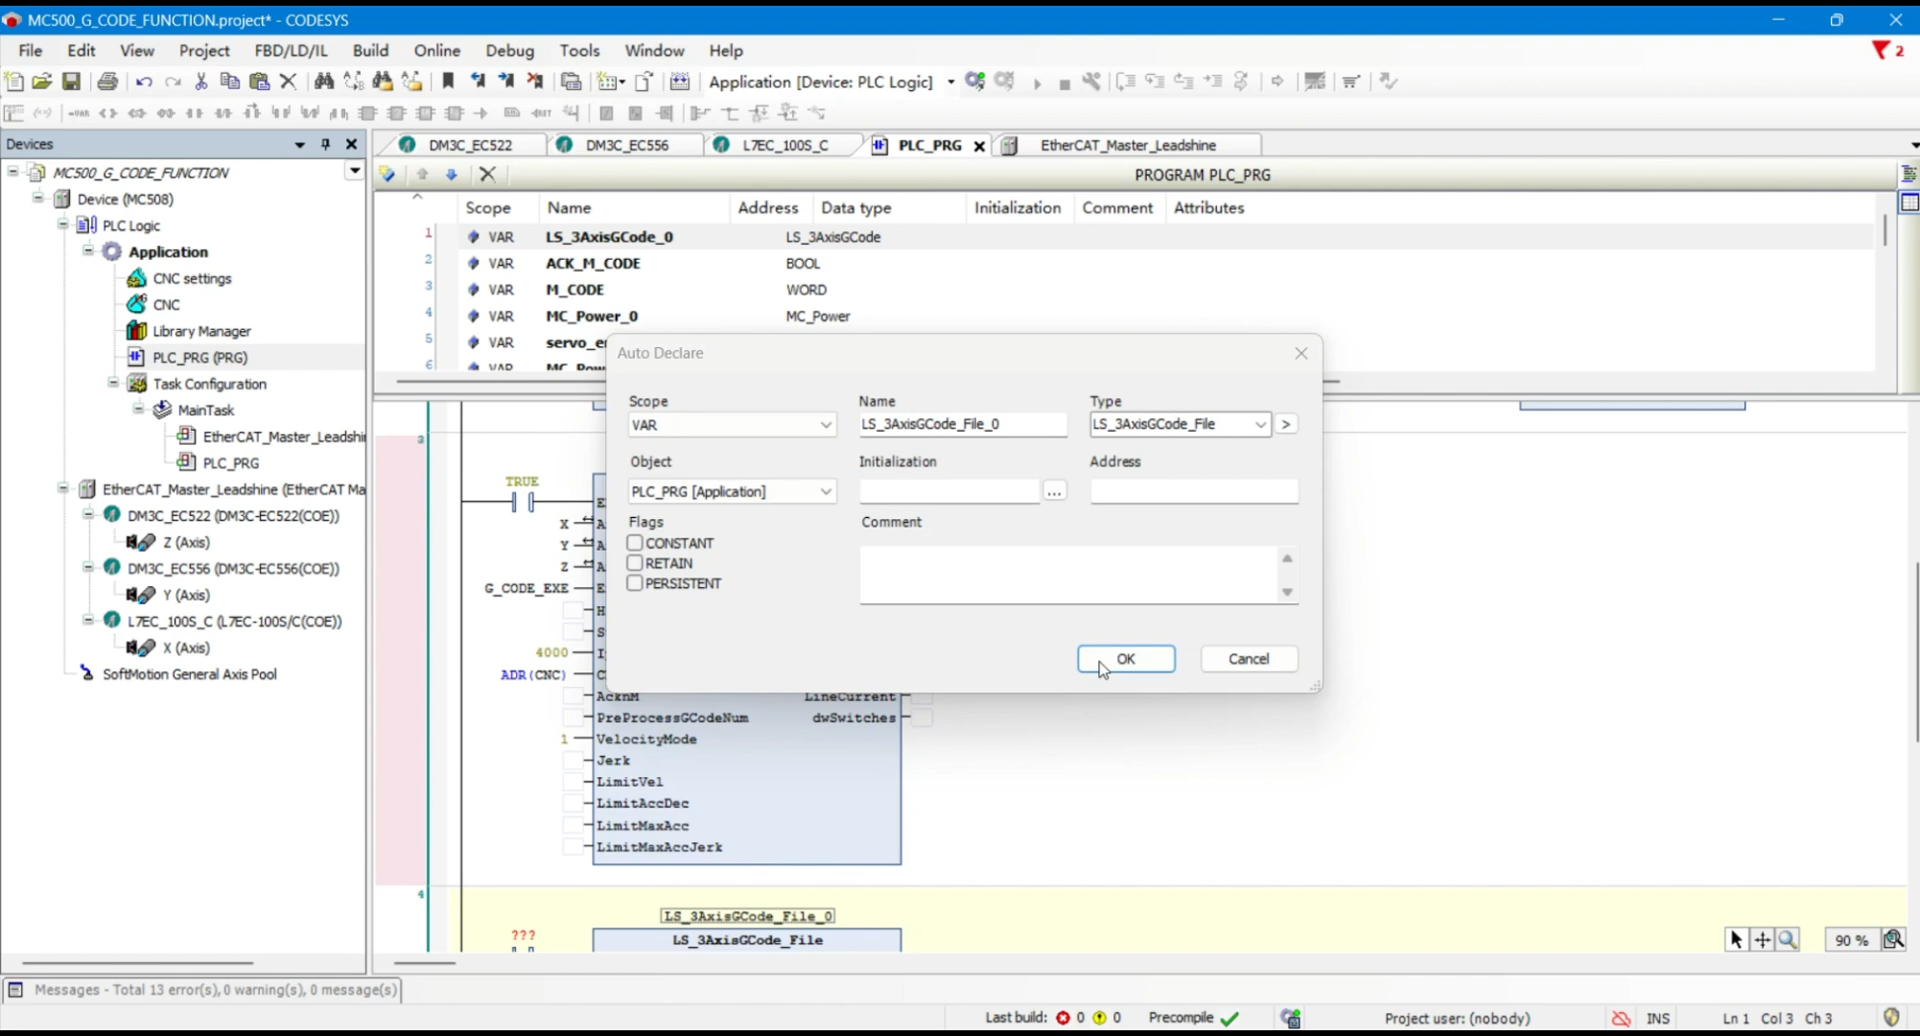 MC500_G_CODE_FUNCTION.project* - CODESYS
File Edit View Project FBD/LD/IL Build Online Debug Tools Window Help
2
Application [Device: PLC Logic]
Devices
DM3C_EC522
DM3C_EC556
L7EC_100S_C
PLC_PRG
EtherCAT_Master_Leadshine
MC500_G_CODE_FUNCTION
Device (MC508)
PLC Logic
Application
CNC settings
CNC
Library Manager
PLC_PRG (PRG)
Task Configuration
MainTask
EtherCAT_Master_Leadshi
PLC_PRG
EtherCAT_Master_Leadshine (EtherCAT Ma
DM3C_EC522 (DM3C-EC522(COE))
Z (Axis)
DM3C_EC556 (DM3C-EC556(COE))
Y (Axis)
L7EC_100S_C (L7EC-100S/C(COE))
X (Axis)
SoftMotion General Axis Pool
PROGRAM PLC_PRG
Scope Name Address Data type Initialization Comment Attributes
1 VAR LS_3AxisGCode_0 LS_3AxisGCode
2 VAR ACK_M_CODE BOOL
3 VAR M_CODE WORD
4 VAR MC_Power_0 MC_Power
5 VAR servo_e
6 VAR MC_Pow
Auto Declare
Scope Name Type
VAR LS_3AxisGCode_File_0 LS_3AxisGCode_File >
Object Initialization Address
PLC_PRG [Application] ...
Flags Comment
CONSTANT
RETAIN
PERSISTENT
OK Cancel
3
TRUE
E
X A
Y A
Z A
G_CODE_EXE E
H
S
4000 I
ADR(CNC) C
AcknM LineCurrent
PreProcessGCodeNum dwSwitches
1 VelocityMode
Jerk
LimitVel
LimitAccDec
LimitMaxAcc
LimitMaxAccJerk
4
LS_3AxisGCode_File_0
???
LS_3AxisGCode_File
90 %
Messages - Total 13 error(s), 0 warning(s), 0 message(s)
Last build: 0 0 Precompile Project user: (nobody) INS Ln 1 Col 3 Ch 3